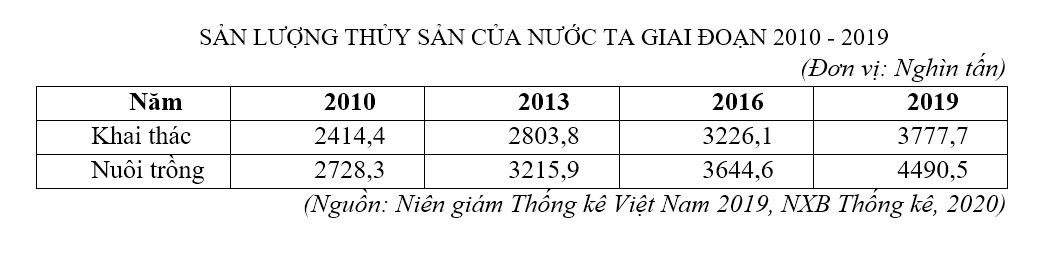 SẢN LƯỢNG THỦY SẢN CỦA NƯỚC TA GIAI ĐOẠN 2010 - 2019
(Đơn vị: Nghìn tấn)
Năm 2010 2013 2016 2019
Khai thác 2414,4 2803,8 3226,1 3777,7
Nuôi trồng 2728,3 3215,9 3644,6 4490,5
(Nguồn: Niên giám Thống kê Việt Nam 2019, NXB Thống kê, 2020)